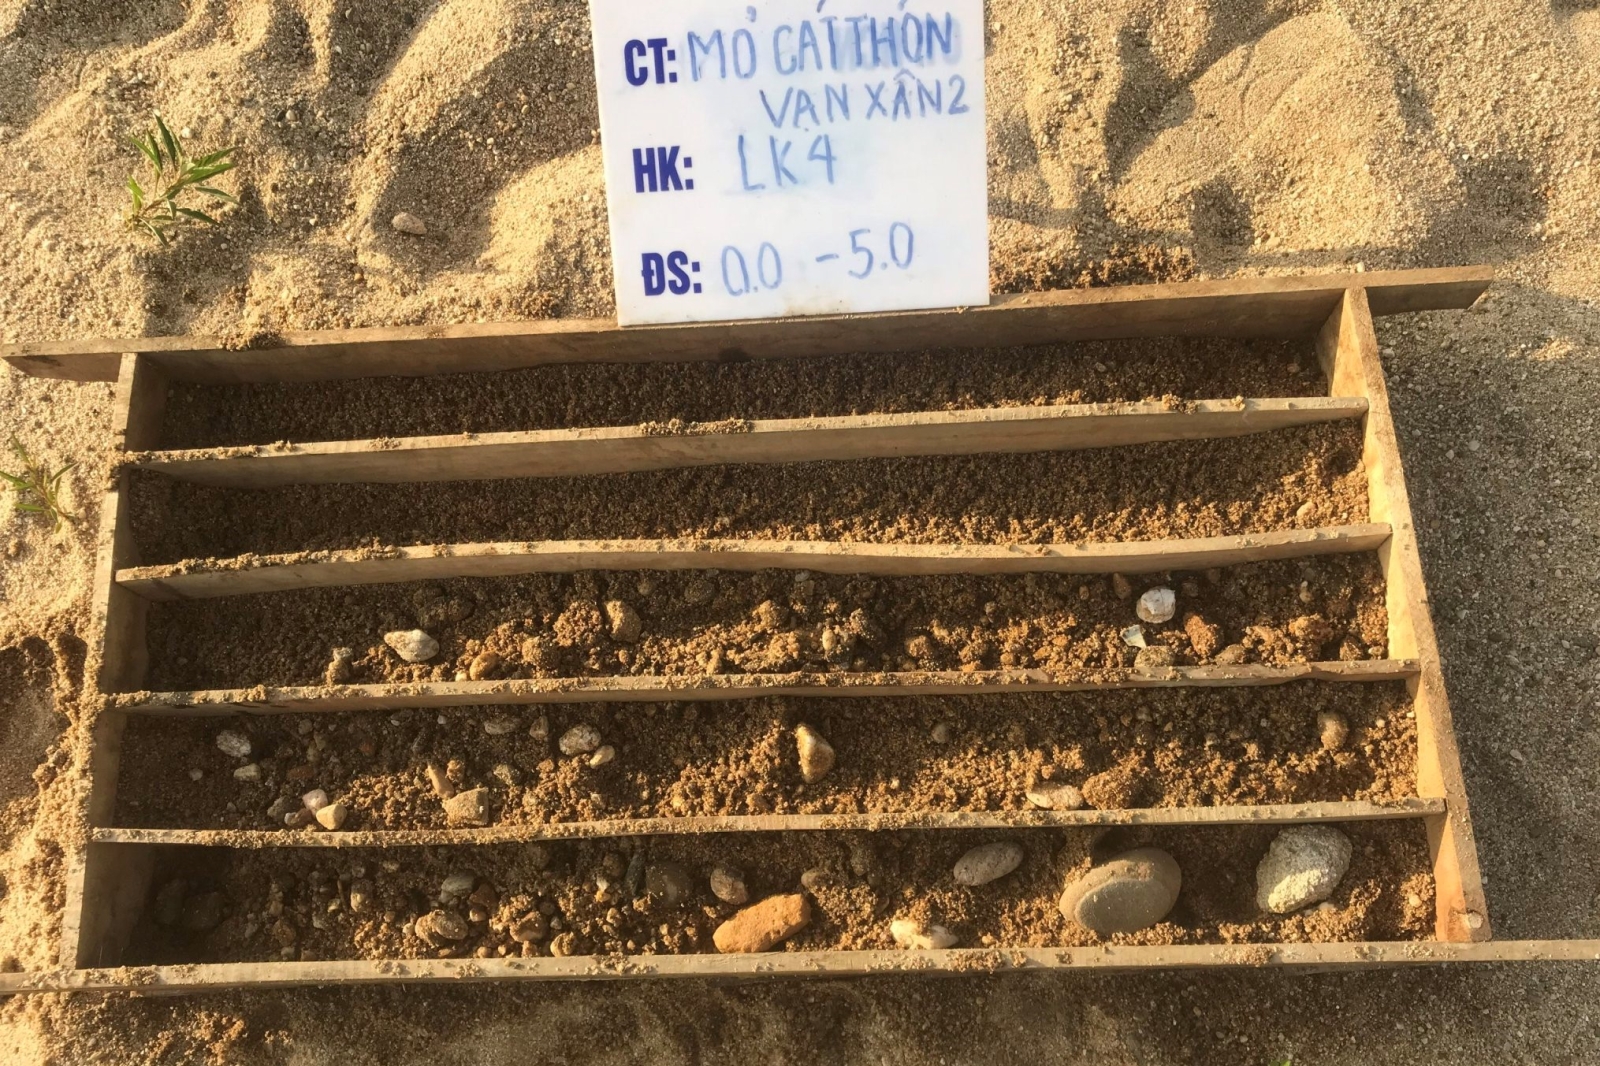 CT: MỎ CÁT THÔN
VẠN XÂN 2
HK: LK4
ĐS: 0.0 - 5.0